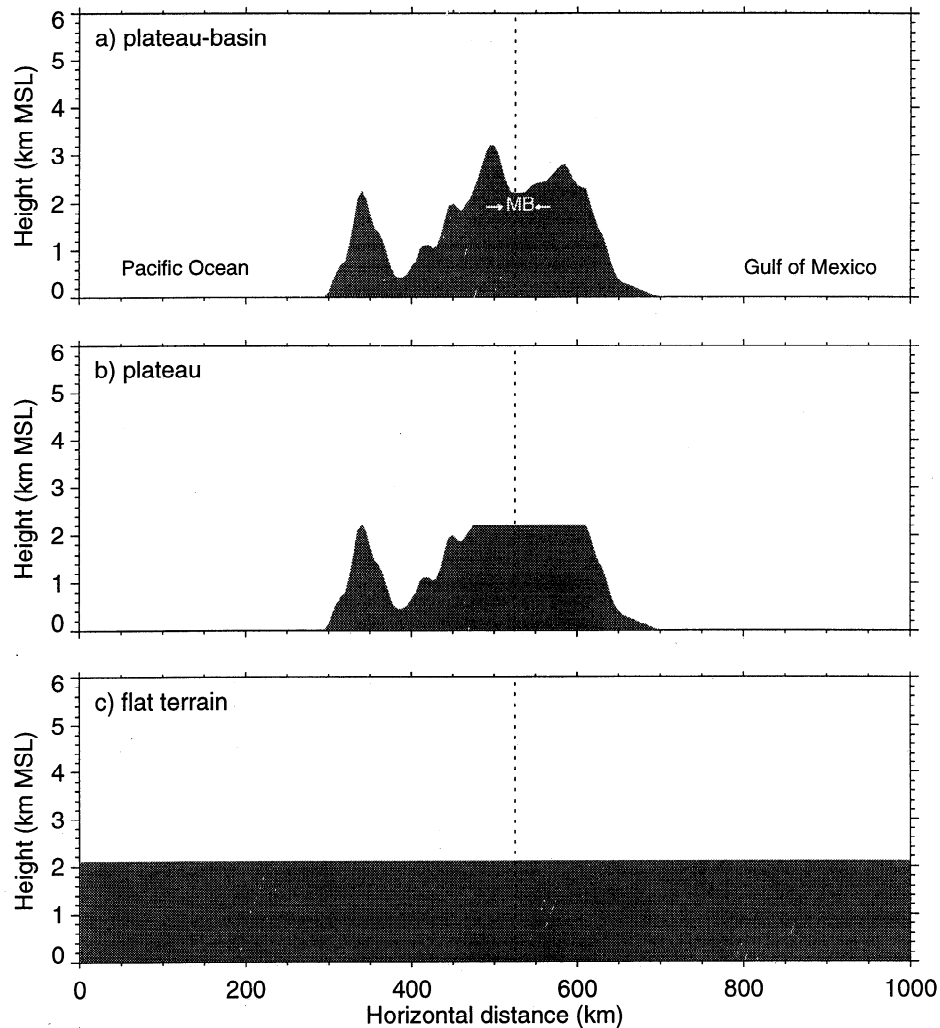 6
a) plateau-basin
5
4
3
2
→MB←
1
Pacific Ocean
Gulf of Mexico
0
Height (km MSL)
6
b) plateau
5
4
3
2
1
0
Height (km MSL)
6
c) flat terrain
5
4
3
2
1
0
Height (km MSL)
0 200 400 600 800 1000
Horizontal distance (km)